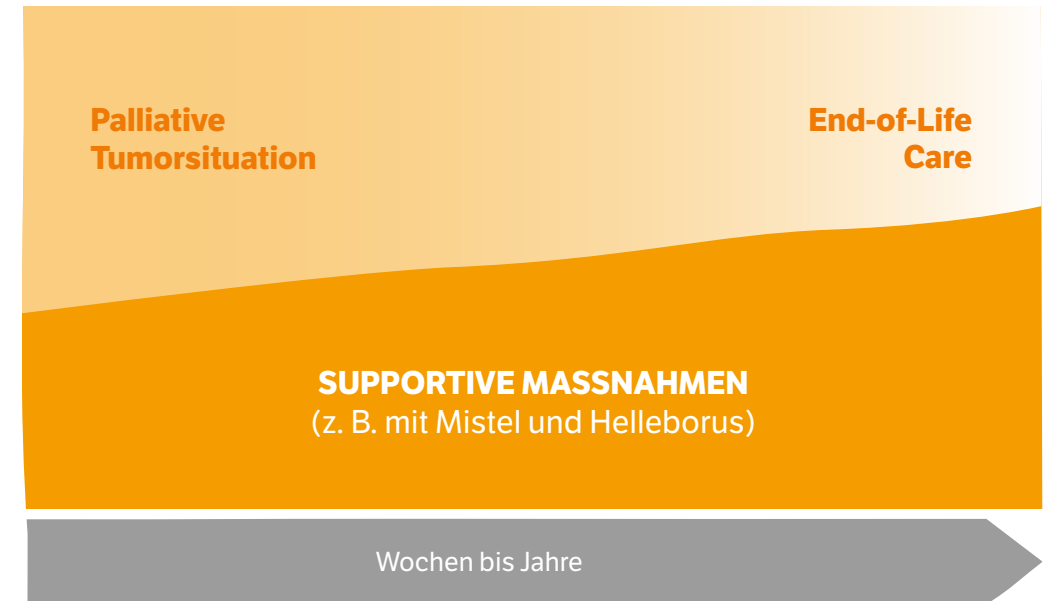 Palliative
Tumorsituation
End-of-Life
Care
SUPPORTIVE MASSNAHMEN
(z. B. mit Mistel und Helleborus)
Wochen bis Jahre